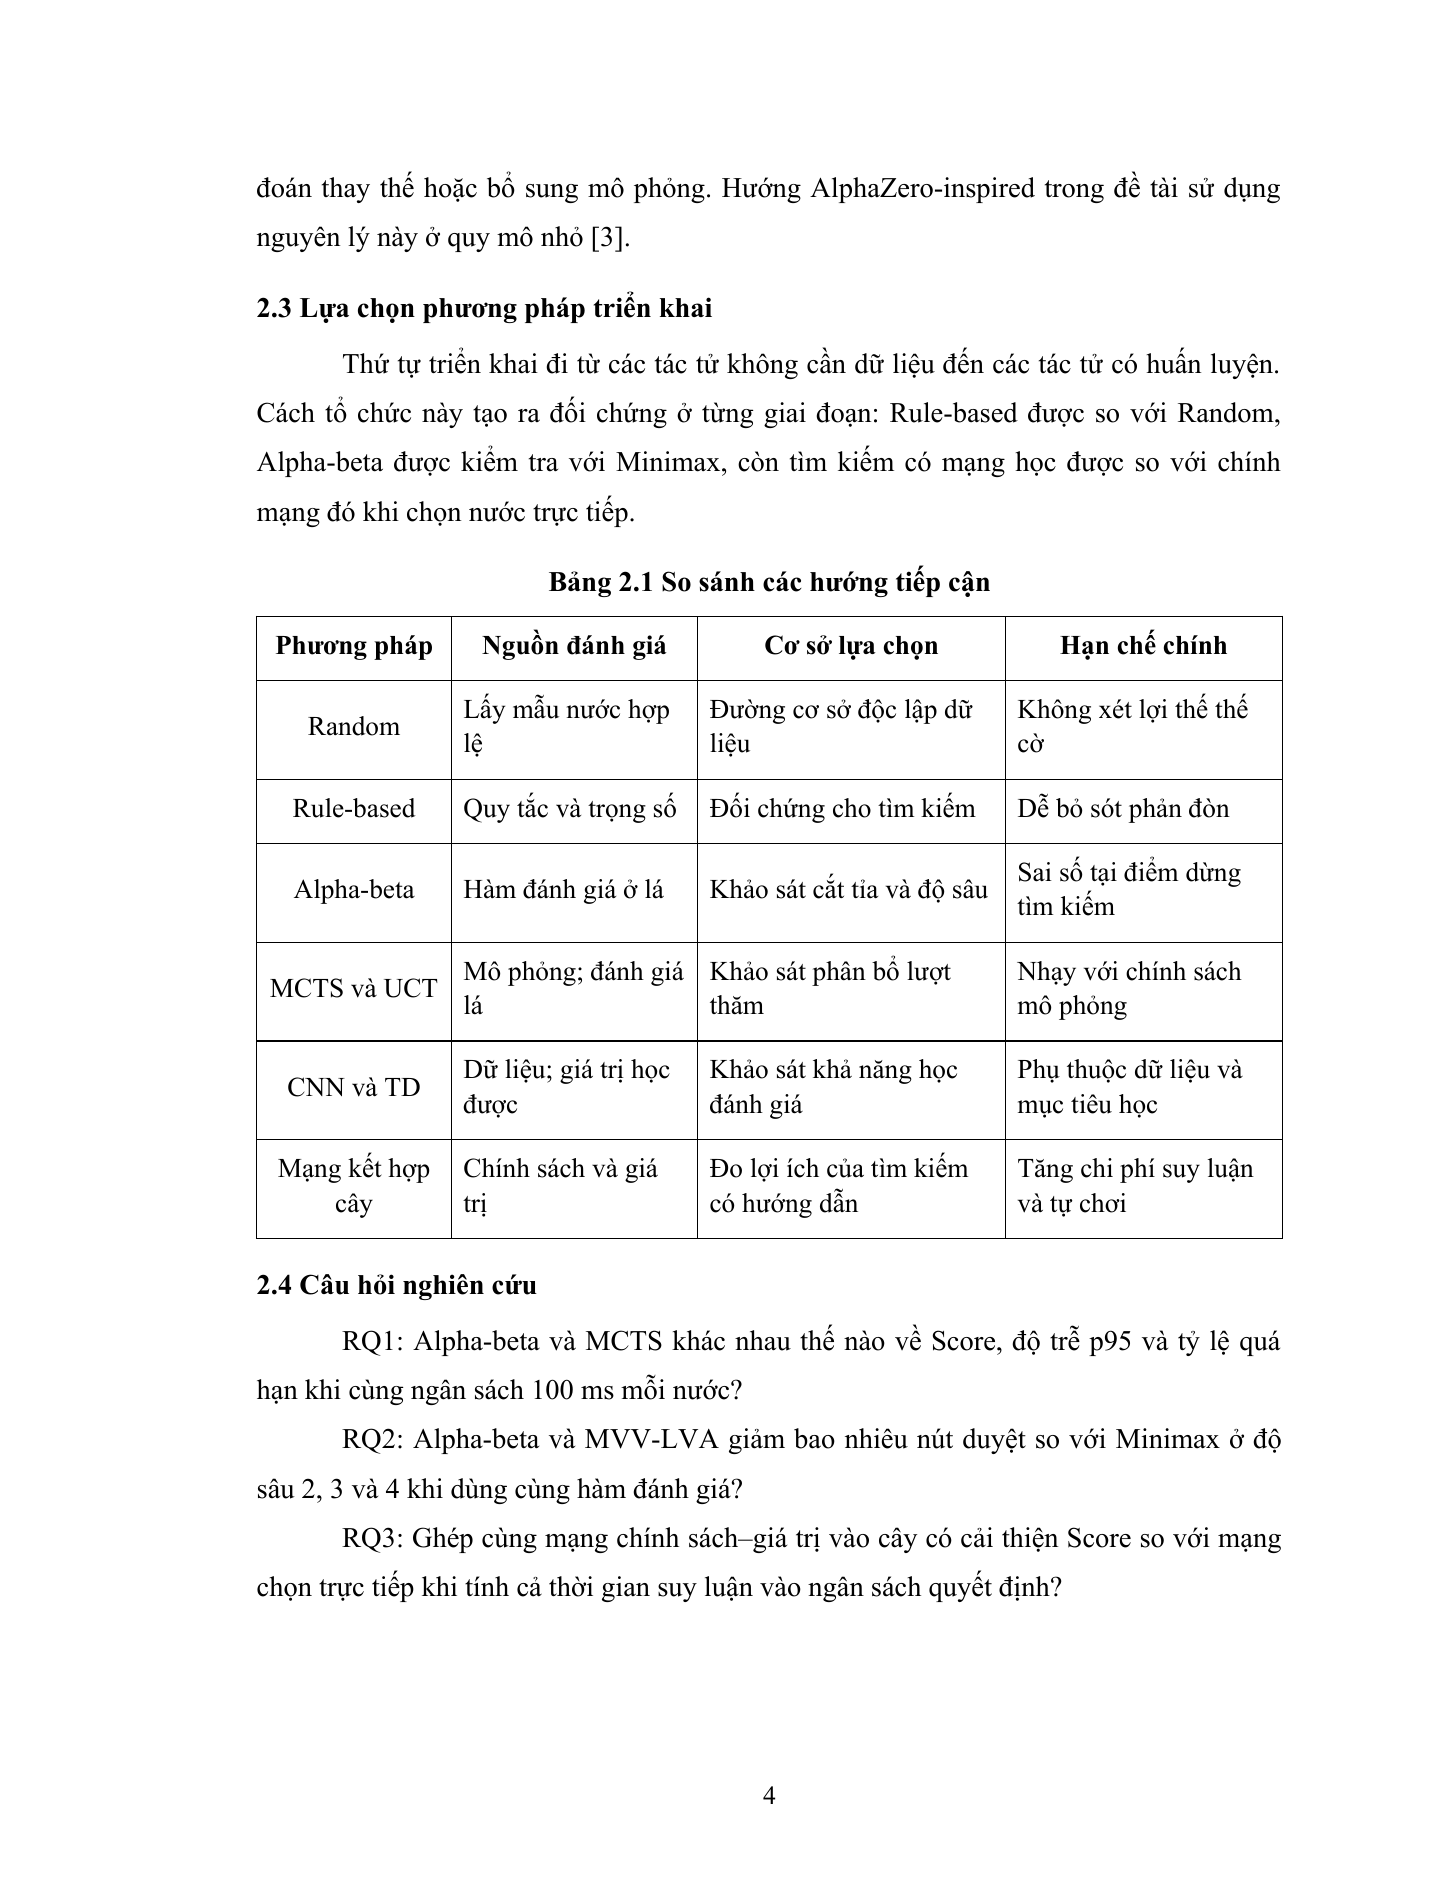 đoán thay thế hoặc bổ sung mô phỏng. Hướng AlphaZero-inspired trong đề tài sử dụng
nguyên lý này ở quy mô nhỏ [3].
2.3 Lựa chọn phương pháp triển khai
Thứ tự triển khai đi từ các tác tử không cần dữ liệu đến các tác tử có huấn luyện.
Cách tổ chức này tạo ra đối chứng ở từng giai đoạn: Rule-based được so với Random,
Alpha-beta được kiểm tra với Minimax, còn tìm kiếm có mạng học được so với chính
mạng đó khi chọn nước trực tiếp.
Bảng 2.1 So sánh các hướng tiếp cận
Phương pháp Nguồn đánh giá Cơ sở lựa chọn Hạn chế chính
Random
Lấy mẫu nước hợp
lệ
Đường cơ sở độc lập dữ
liệu
Không xét lợi thế thế
cờ
Rule-based Quy tắc và trọng số Đối chứng cho tìm kiếm Dễ bỏ sót phản đòn
Alpha-beta Hàm đánh giá ở lá Khảo sát cắt tỉa và độ sâu
Sai số tại điểm dừng
tìm kiếm
MCTS và UCT
Mô phỏng; đánh giá
lá
Khảo sát phân bổ lượt
thăm
Nhạy với chính sách
mô phỏng
CNN và TD
Dữ liệu; giá trị học
được
Khảo sát khả năng học
đánh giá
Phụ thuộc dữ liệu và
mục tiêu học
Mạng kết hợp
cây
Chính sách và giá
trị
Đo lợi ích của tìm kiếm
có hướng dẫn
Tăng chi phí suy luận
và tự chơi
2.4 Câu hỏi nghiên cứu
RQ1: Alpha-beta và MCTS khác nhau thế nào về Score, độ trễ p95 và tỷ lệ quá
hạn khi cùng ngân sách 100 ms mỗi nước?
RQ2: Alpha-beta và MVV-LVA giảm bao nhiêu nút duyệt so với Minimax ở độ
sâu 2, 3 và 4 khi dùng cùng hàm đánh giá?
RQ3: Ghép cùng mạng chính sách–giá trị vào cây có cải thiện Score so với mạng
chọn trực tiếp khi tính cả thời gian suy luận vào ngân sách quyết định?
4